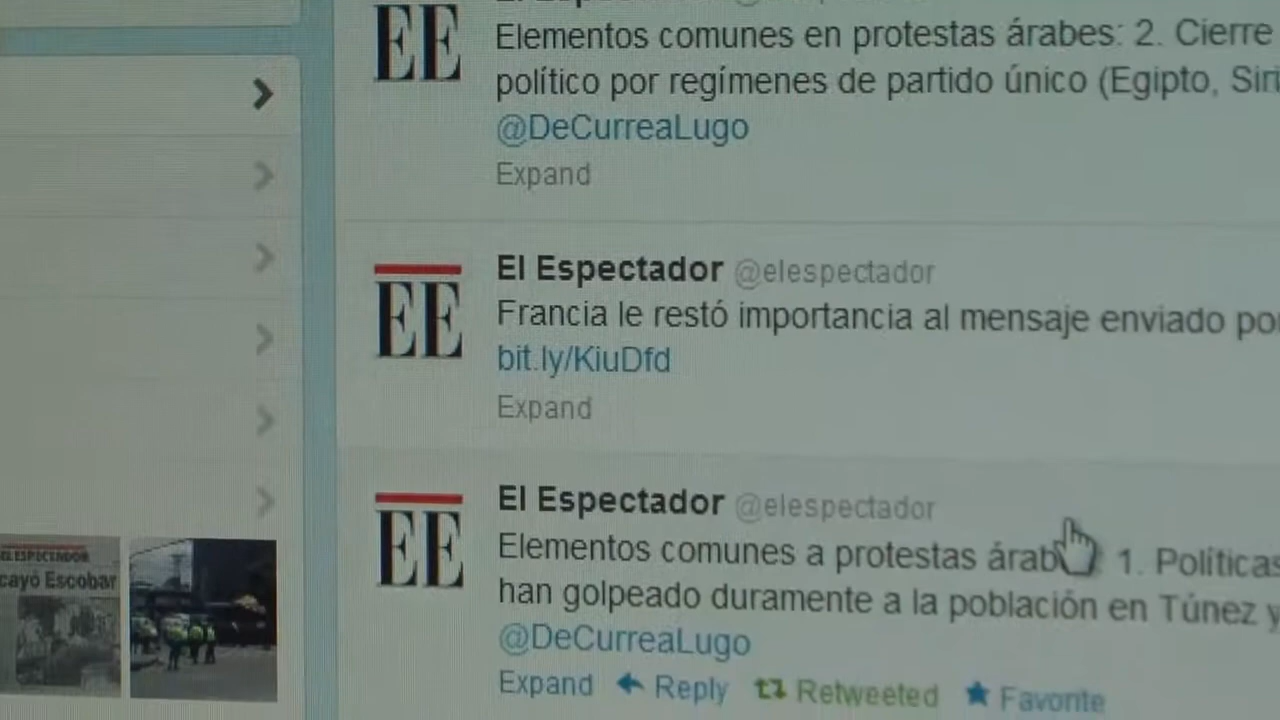 EE
Elementos comunes en protestas árabes: 2. Cierre
político por regímenes de partido único (Egipto, Siri
@DeCurreaLugo
Expand
El Espectador @elespectador
EE
Francia le restó importancia al mensaje enviado por
bit.ly/KiuDfd
Expand
El Espectador @elespectador
EE
Elementos comunes a protestas árab 1. Políticas
han golpeado duramente a la población en Túnez y
@DeCurreaLugo
Expand Reply Retweeted Favorite
EL ESPECTADOR
cayó Escobar